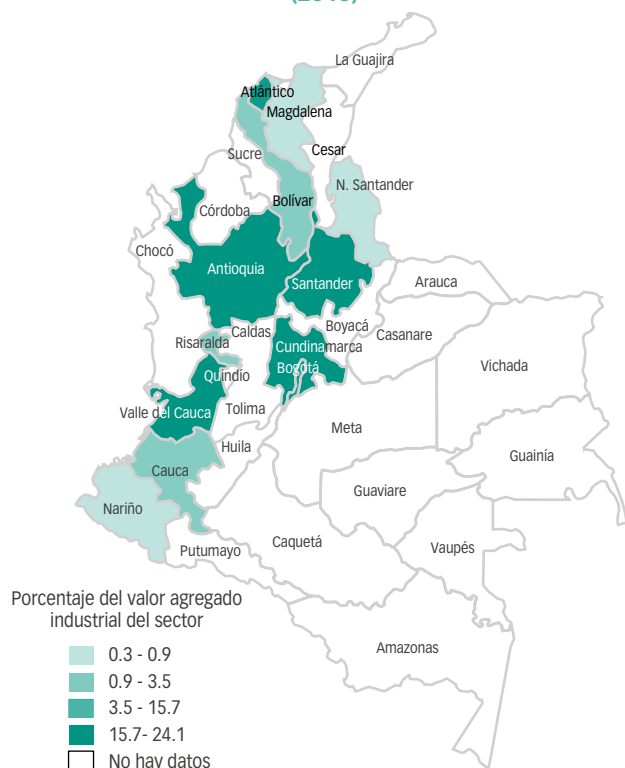 La Guajira
Atlántico
Magdalena
Cesar
Sucre
N. Santander
Bolívar
Córdoba
Chocó
Antioquia
Santander
Arauca
Boyacá
Caldas
Casanare
Risaralda
Cundinamarca
Vichada
Bogotá
Quindío
Valle del Cauca
Tolima
Meta
Huila
Guainía
Cauca
Guaviare
Nariño
Caquetá
Vaupés
Putumayo
Amazonas
Porcentaje del valor agregado
industrial del sector
0.3 - 0.9
0.9 - 3.5
3.5 - 15.7
15.7- 24.1
No hay datos